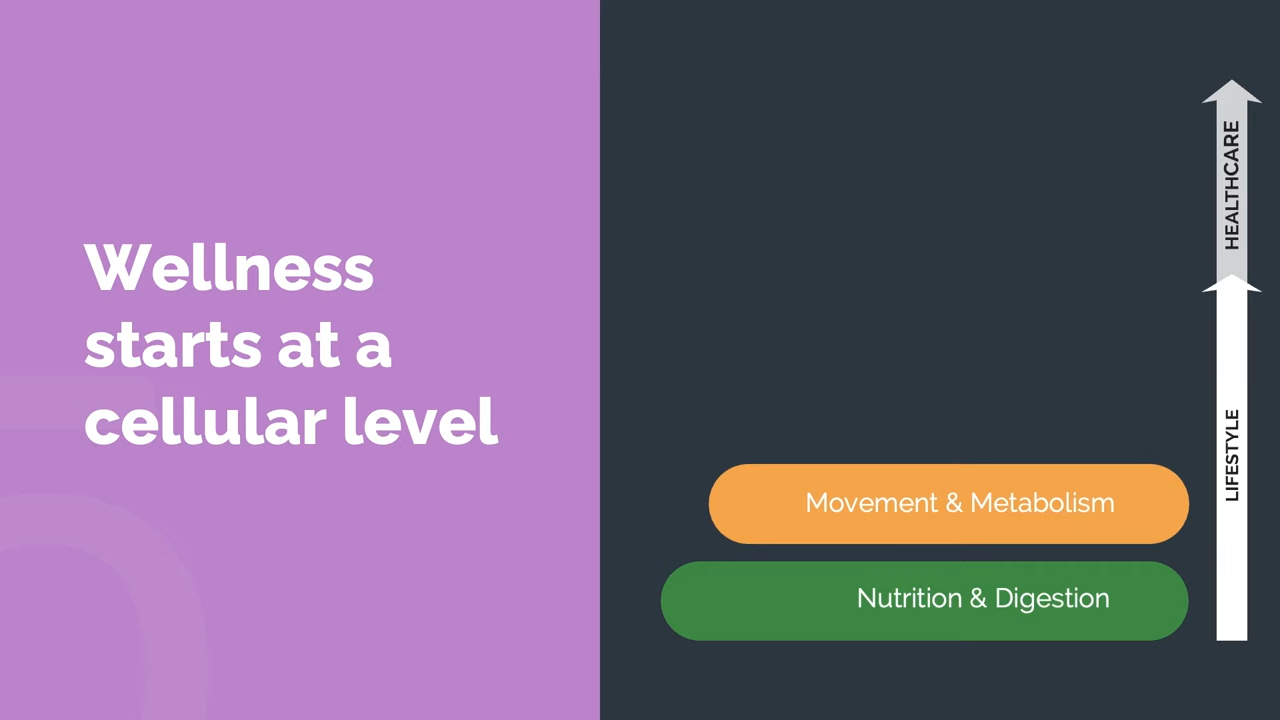 Wellness
starts at a
cellular level
HEALTHCARE
LIFESTYLE
Movement & Metabolism
Nutrition & Digestion